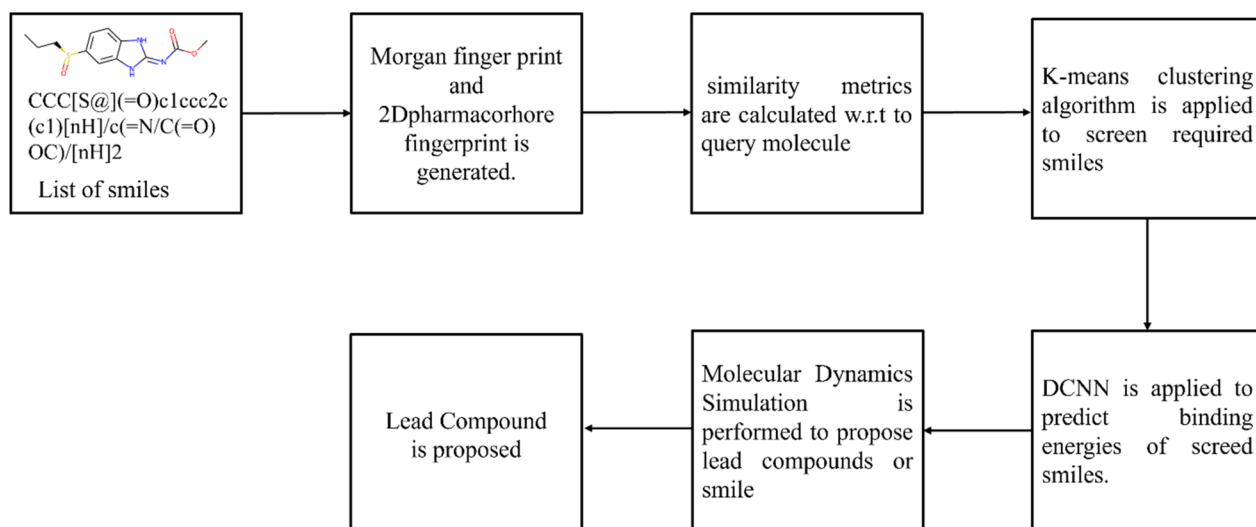 CCC[S@](=O)c1ccc2c
(c1)[nH]/c(=N/C(=O)
OC)/[nH]2
List of smiles
Morgan finger print
and
2Dpharmacorhore
fingerprint is
generated.
similarity metrics
are calculated w.r.t to
query molecule
K-means clustering
algorithm is applied
to screen required
smiles
DCNN is applied to
predict binding
energies of screed
smiles.
Molecular Dynamics
Simulation is
performed to propose
lead compounds or
smile
Lead Compound
is proposed